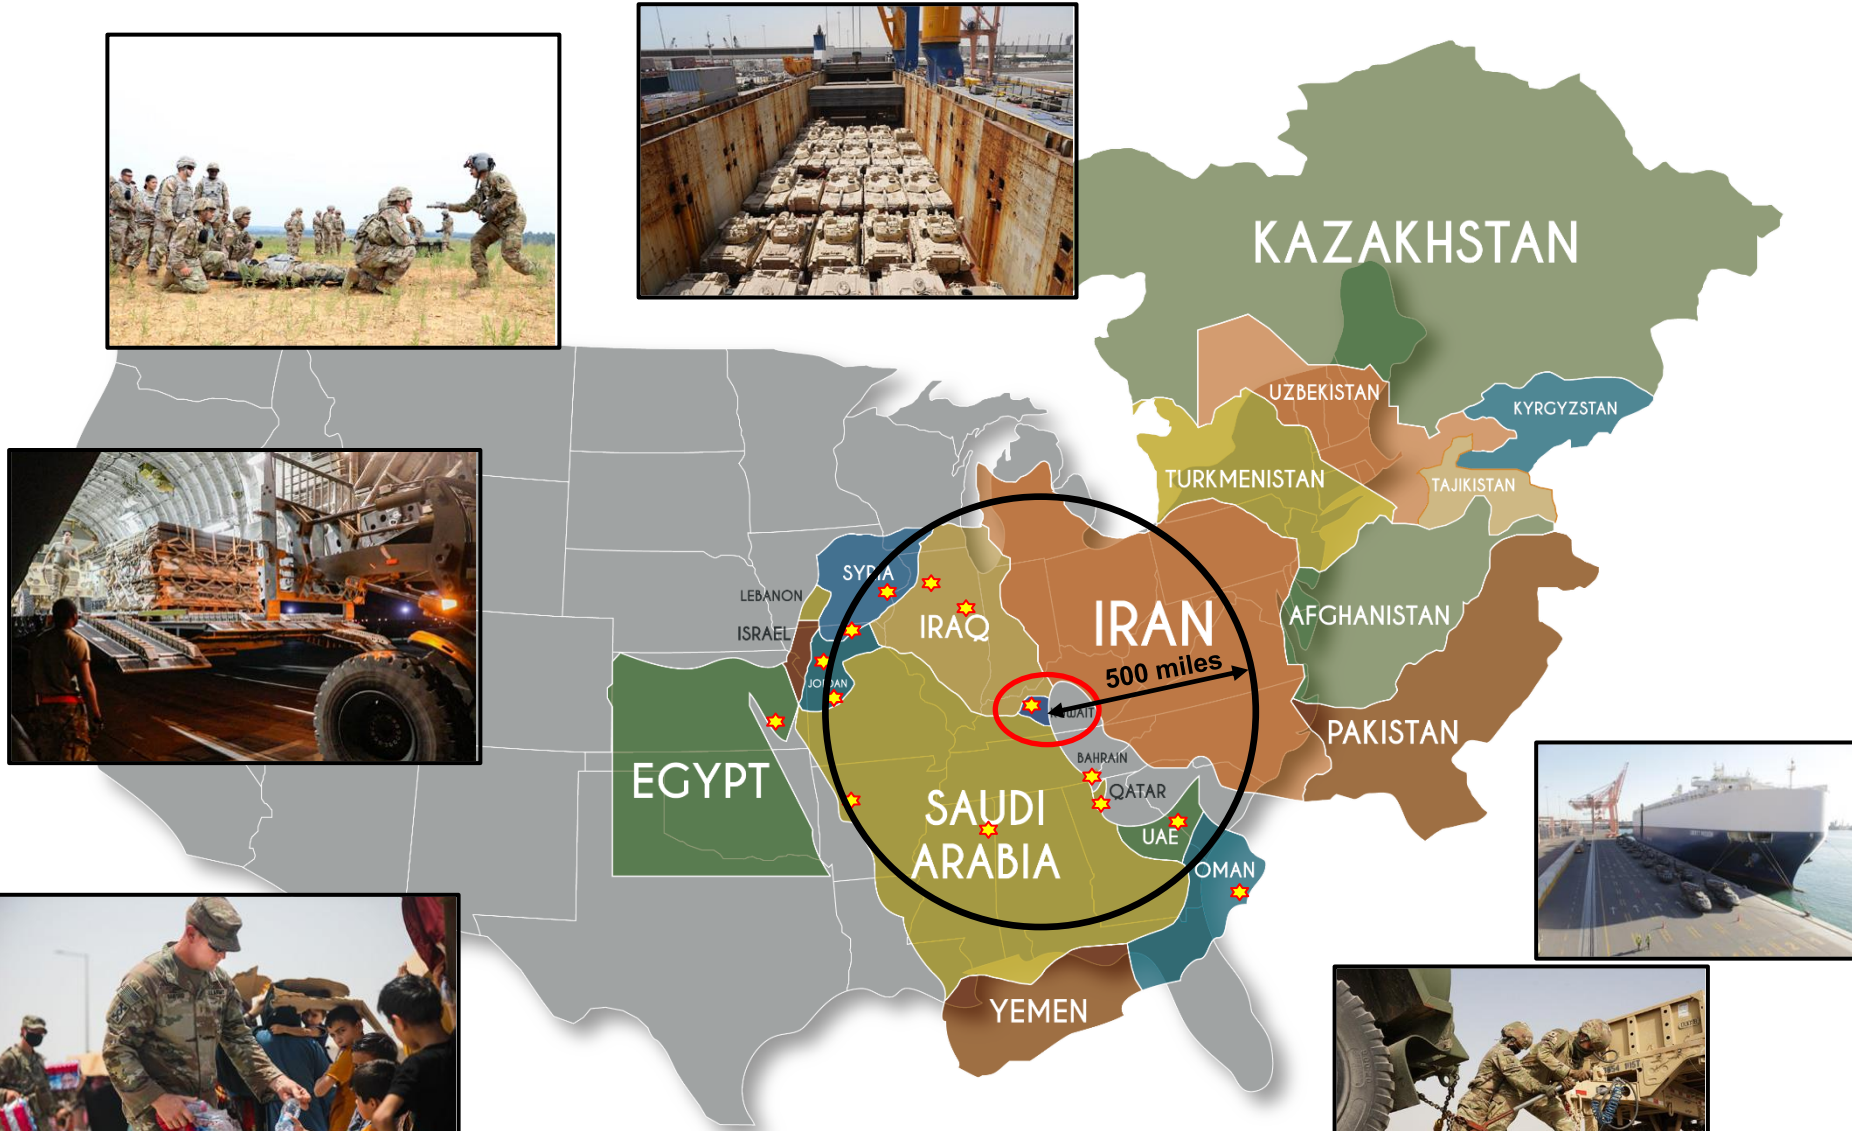 KAZAKHSTAN
UZBEKISTAN
KYRGYZSTAN
TURKMENISTAN
TAJIKISTAN
SYRIA
LEBANON
ISRAEL
IRAQ
IRAN
AFGHANISTAN
500 miles
JORDAN
KUWAIT
PAKISTAN
EGYPT
BAHRAIN
QATAR
SAUDI
ARABIA
UAE
OMAN
YEMEN